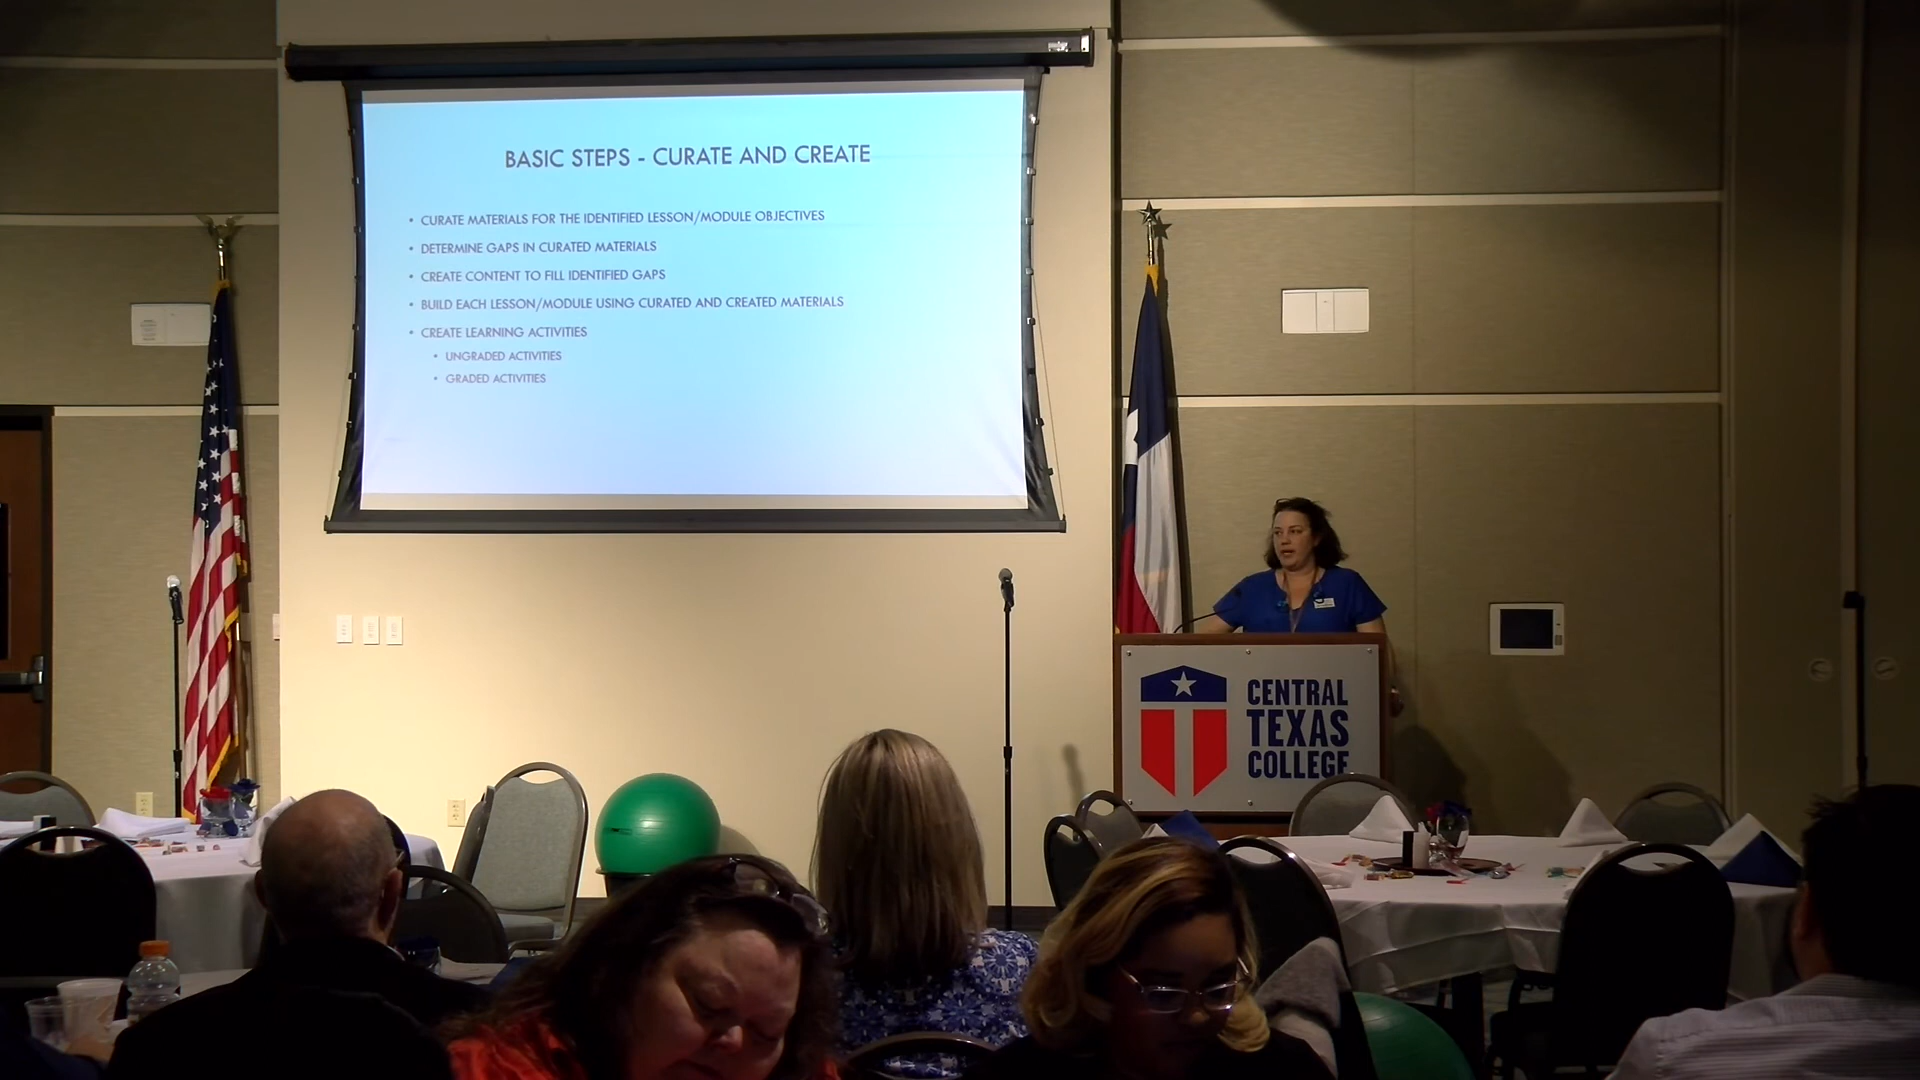 BASIC STEPS - CURATE AND CREATE
• CURATE MATERIALS FOR THE IDENTIFIED LESSON/MODULE OBJECTIVES
• DETERMINE GAPS IN CURATED MATERIALS
• CREATE CONTENT TO FILL IDENTIFIED GAPS
• BUILD EACH LESSON/MODULE USING CURATED AND CREATED MATERIALS
• CREATE LEARNING ACTIVITIES
• UNGRADED ACTIVITIES
• GRADED ACTIVITIES
CENTRAL
TEXAS
COLLEGE